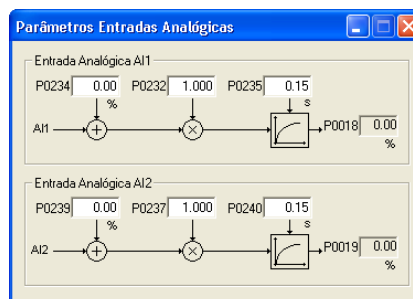 Parâmetros Entradas Analógicas
Entrada Analógica AI1
P0234 0.00 P0232 1.000 P0235 0.15
% s
AI1 + × P0018 0.00
%
Entrada Analógica AI2
P0239 0.00 P0237 1.000 P0240 0.15
% s
AI2 + × P0019 0.00
%